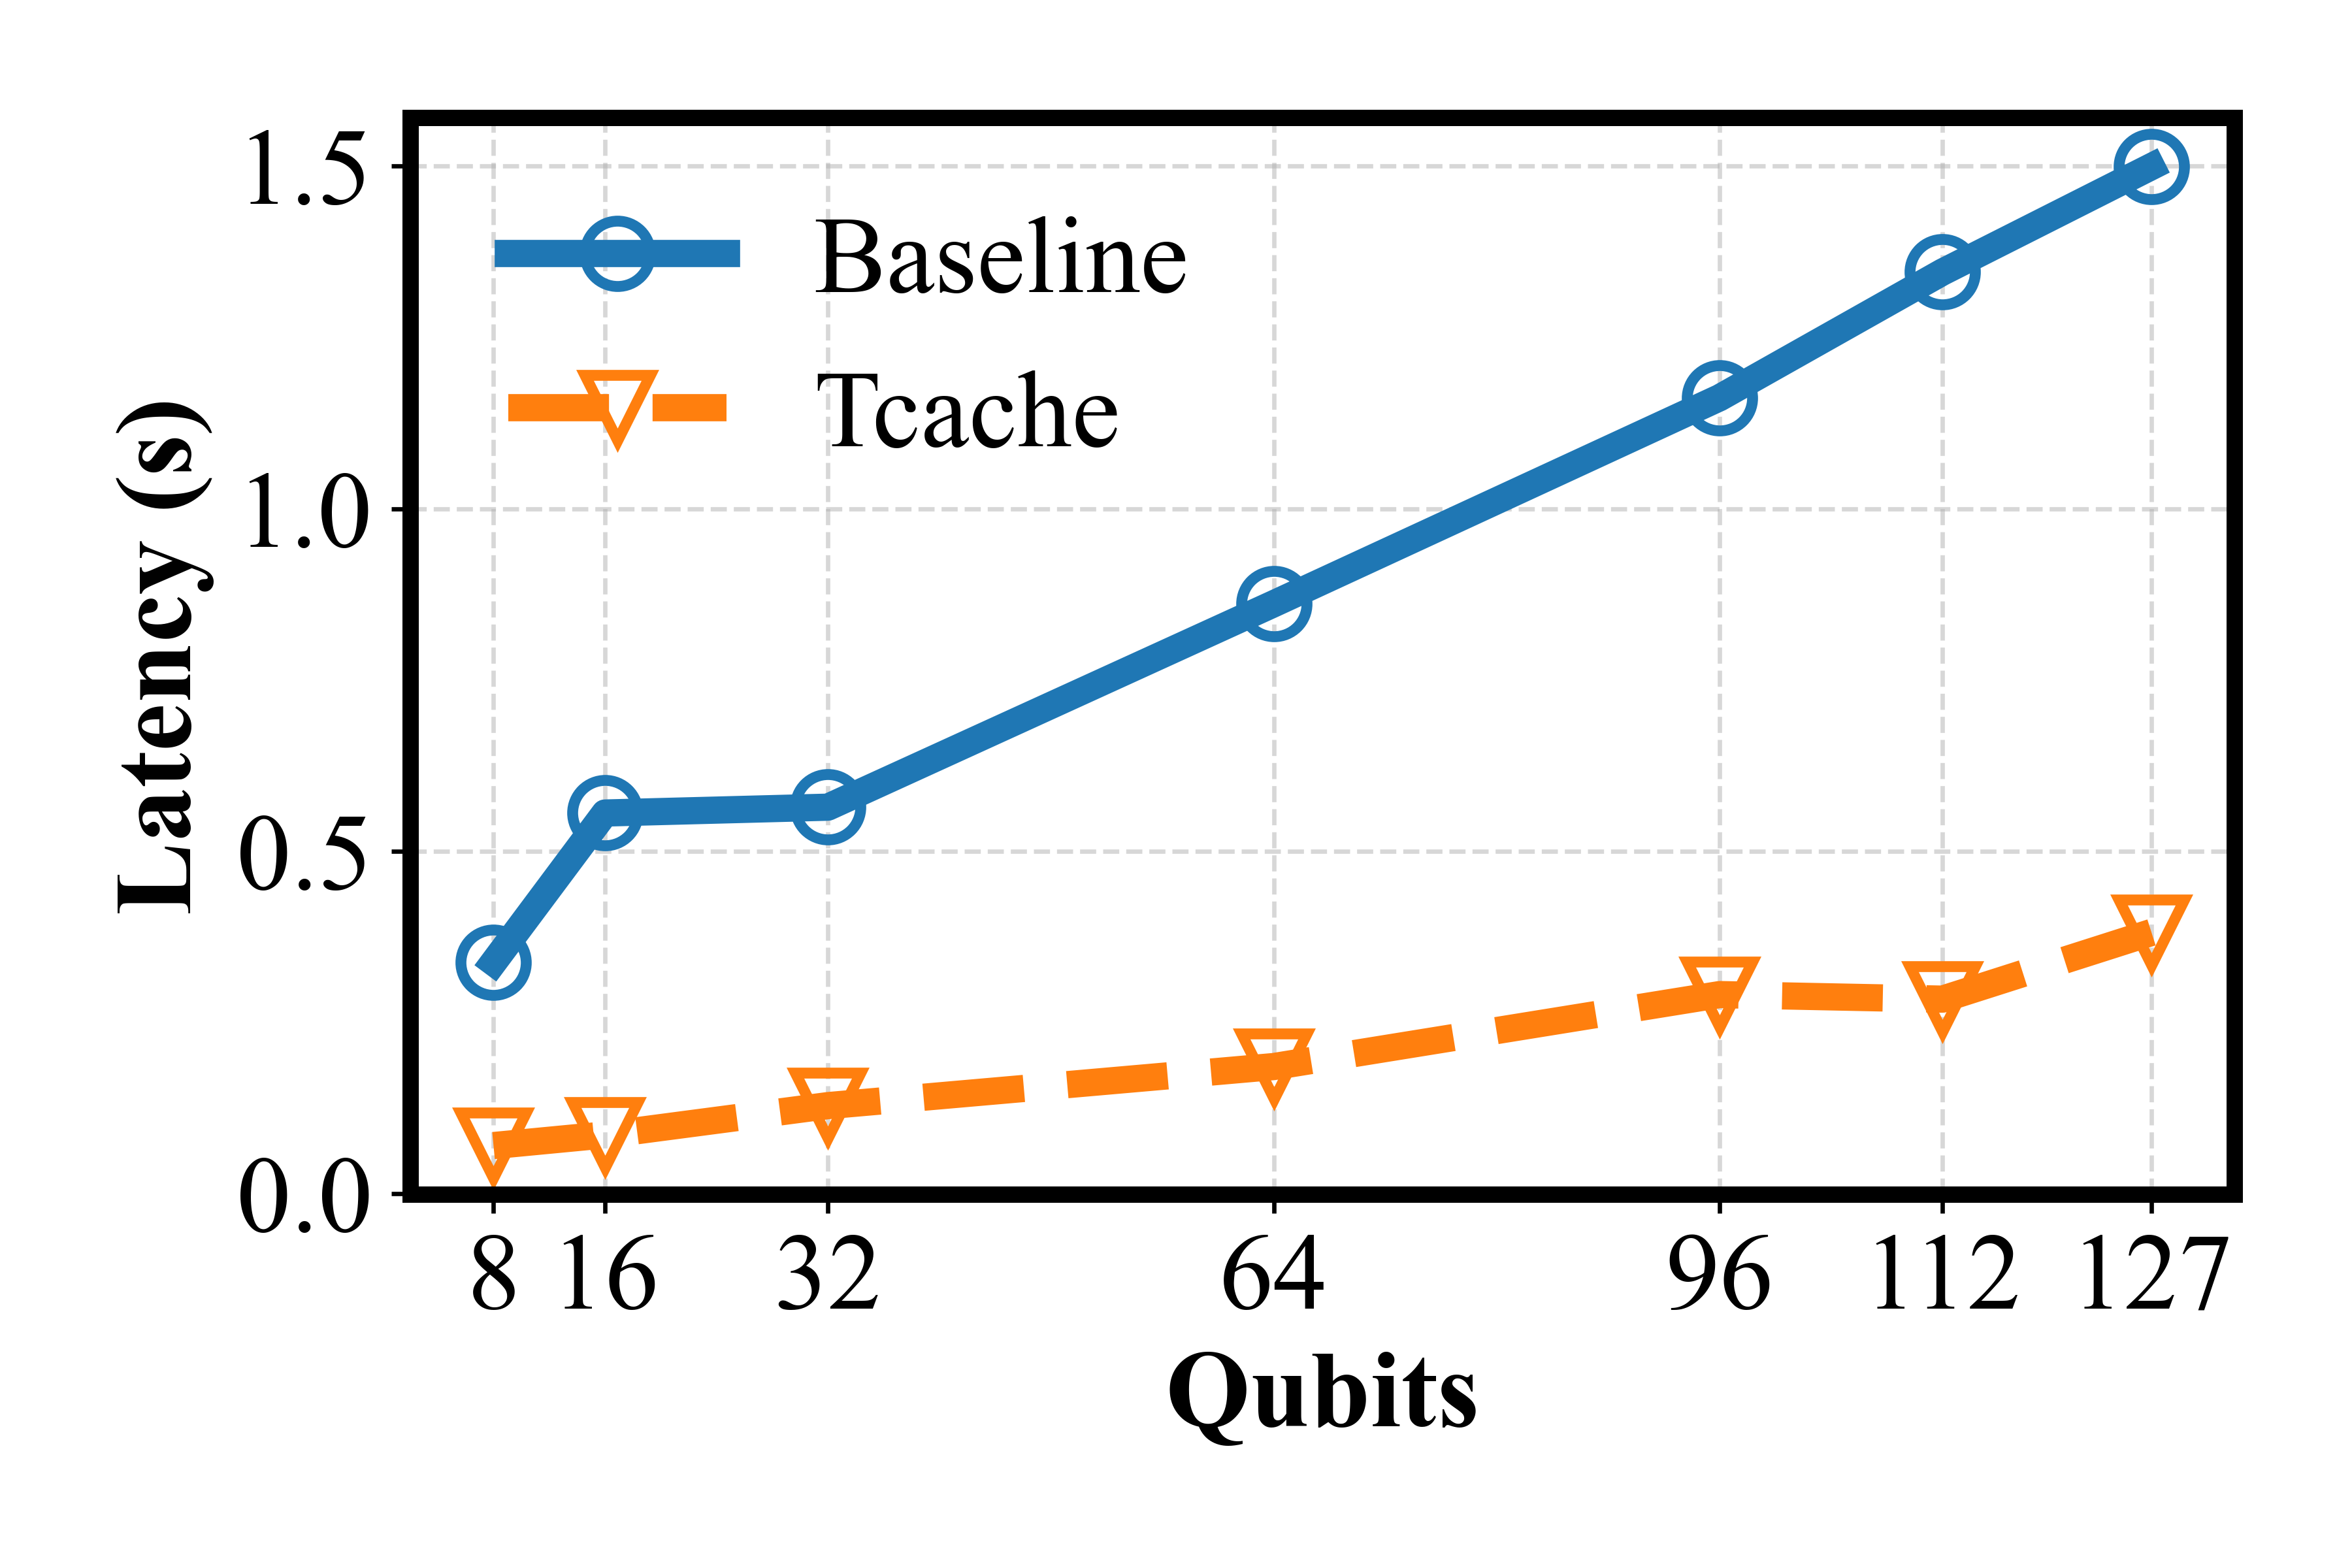 1.5
1.0
0.5
0.0
Latency (s)
Baseline
Tcache
8 16 32 64 96 112 127
Qubits